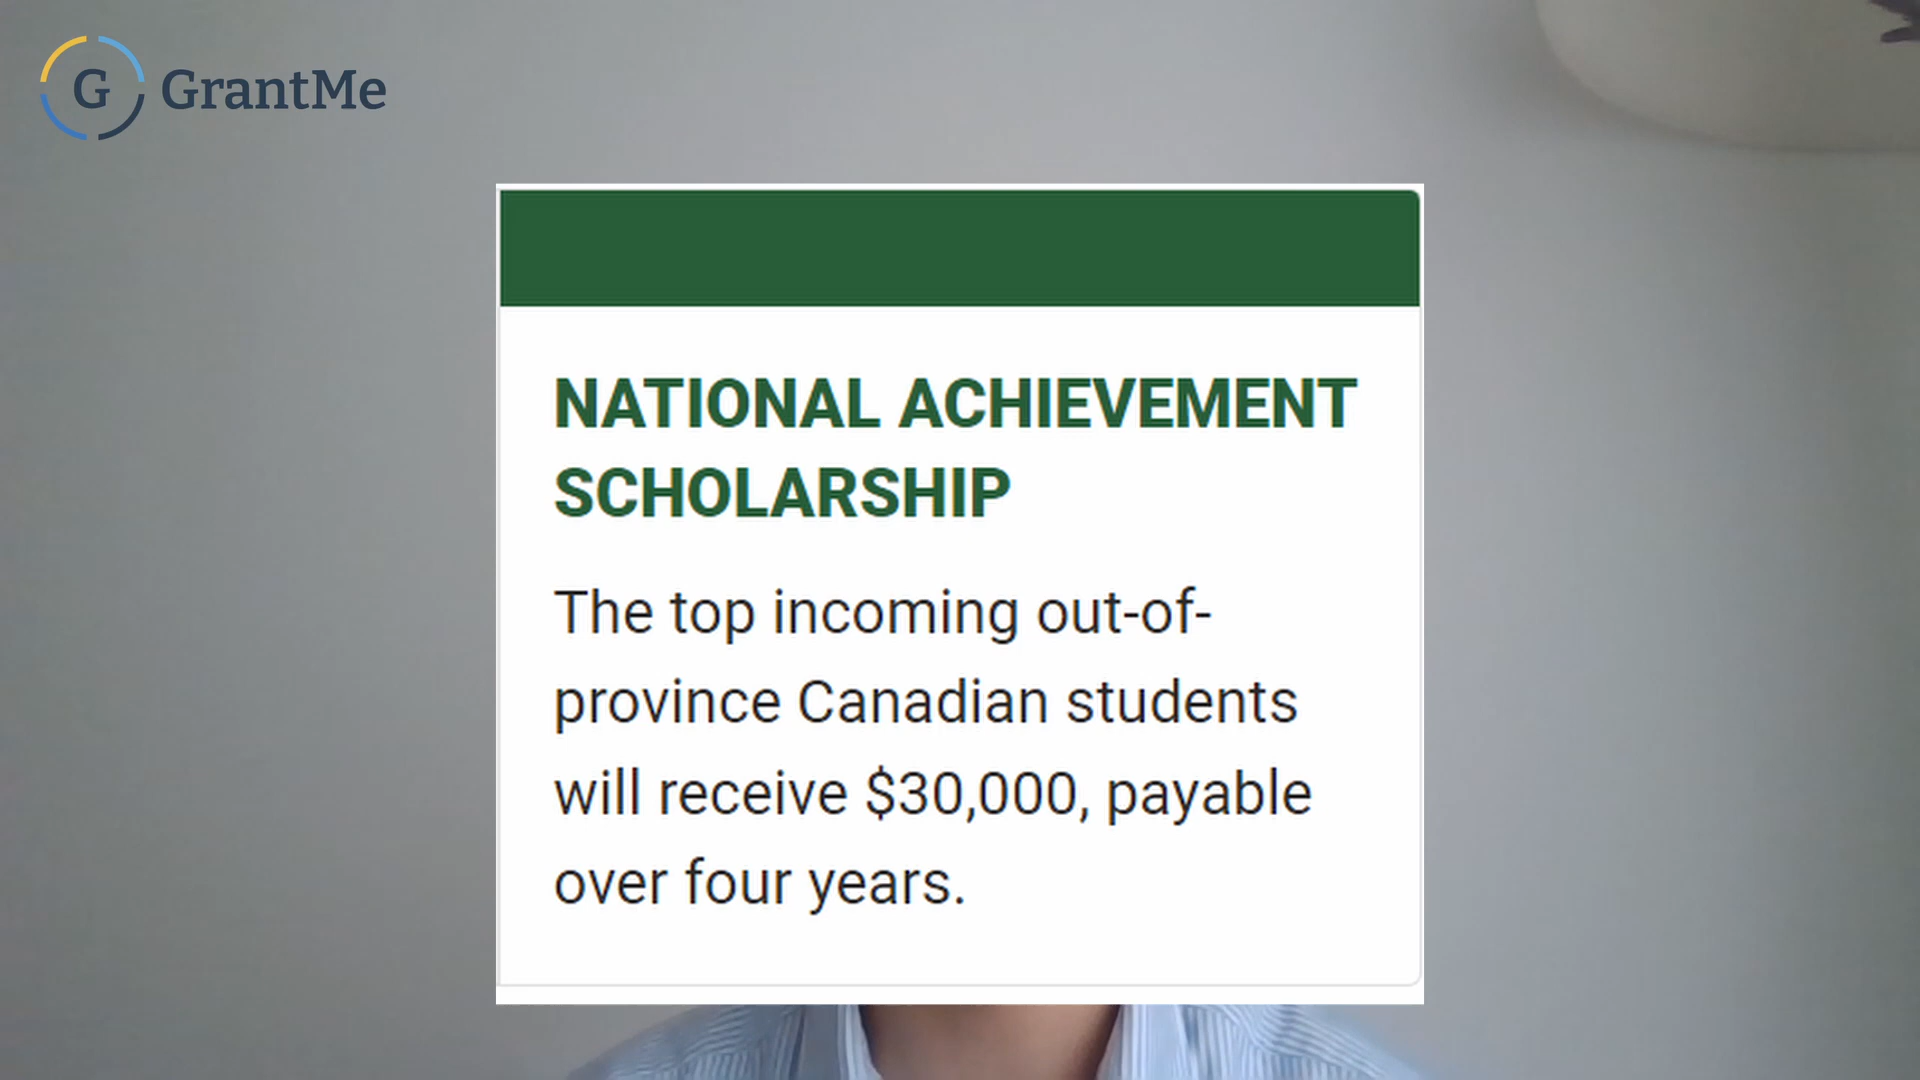 G GrantMe
NATIONAL ACHIEVEMENT
SCHOLARSHIP
The top incoming out-of-
province Canadian students
will receive $30,000, payable
over four years.